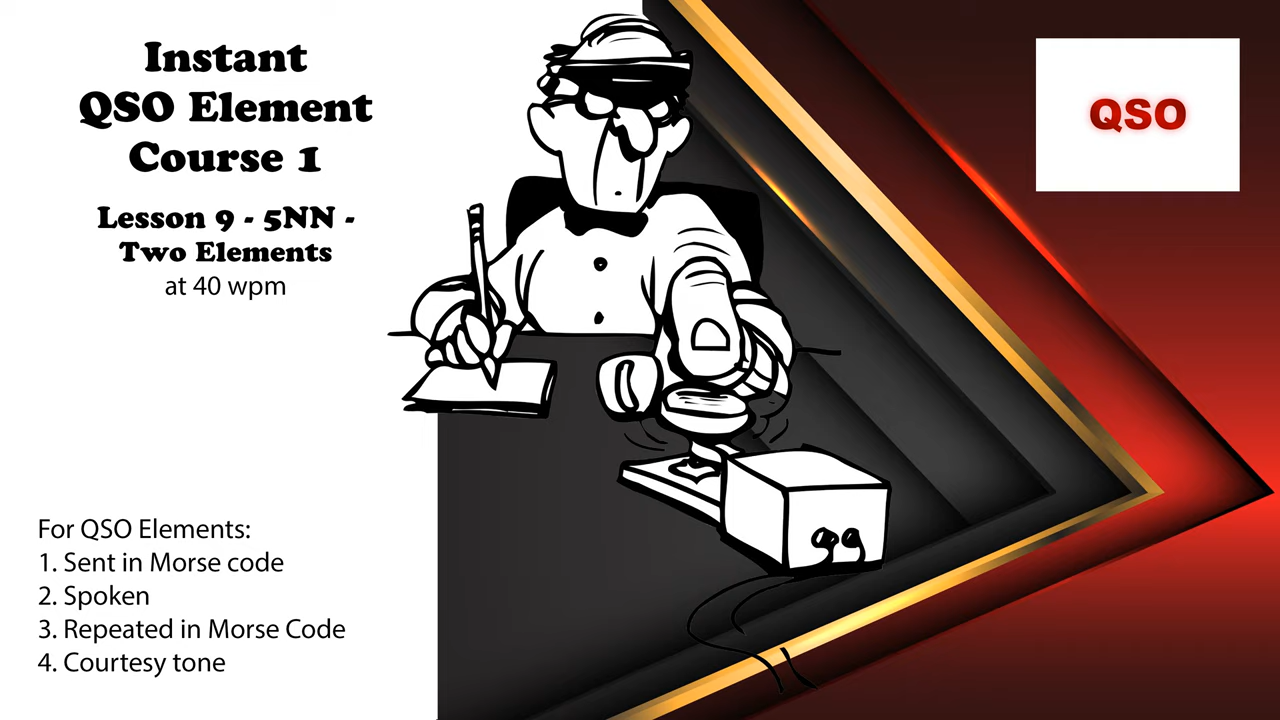 Instant
QSO Element
Course 1
Lesson 9 - 5NN -
Two Elements
at 40 wpm
QSO
For QSO Elements:
1. Sent in Morse code
2. Spoken
3. Repeated in Morse Code
4. Courtesy tone